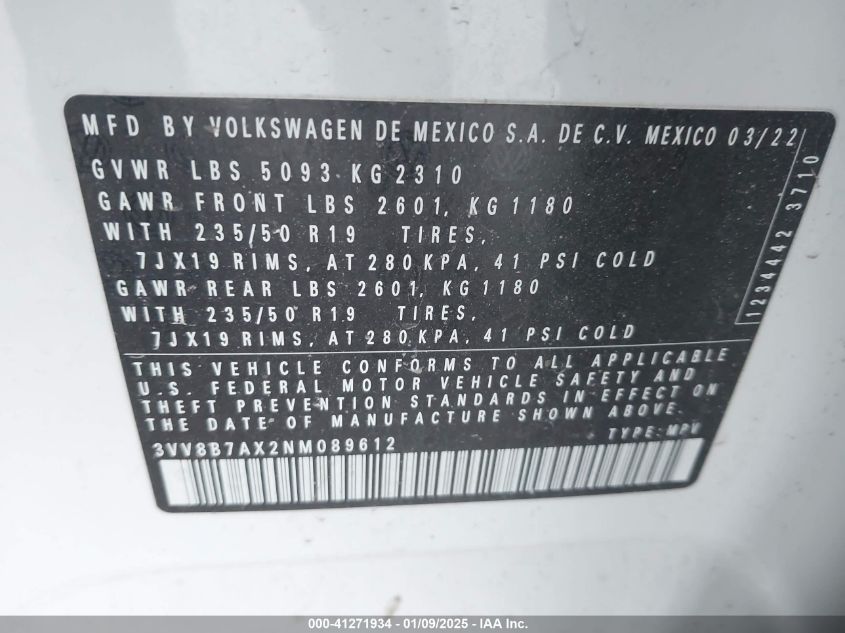 MFD BY VOLKSWAGEN DE MEXICO S.A. DE C.V. MEXICO 03/22
GVWR LBS 5093 KG 2310
GAWR FRONT LBS 2601, KG 1180
WITH 235/50 R19 TIRES,
7JX19 RIMS, AT 280 KPA, 41 PSI COLD
GAWR REAR LBS 2601, KG 1180
WITH 235/50 R19 TIRES,
7JX19 RIMS, AT 280 KPA, 41 PSI COLD
1234442 3710
THIS VEHICLE CONFORMS TO ALL APPLICABLE
U.S. FEDERAL MOTOR VEHICLE SAFETY AND
THEFT PREVENTION STANDARDS IN EFFECT ON
THE DATE OF MANUFACTURE SHOWN ABOVE.
3VV8B7AX2NM089612 TYPE: MPV
000-41271934 - 01/09/2025 - IAA Inc.